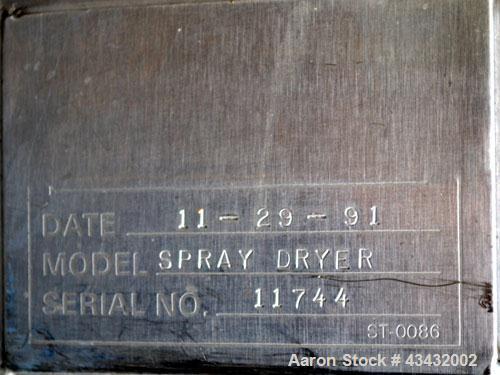 DATE 11-29-91
MODEL SPRAY DRYER
SERIAL NO. 11744
ST-0086
Aaron Stock # 43432002